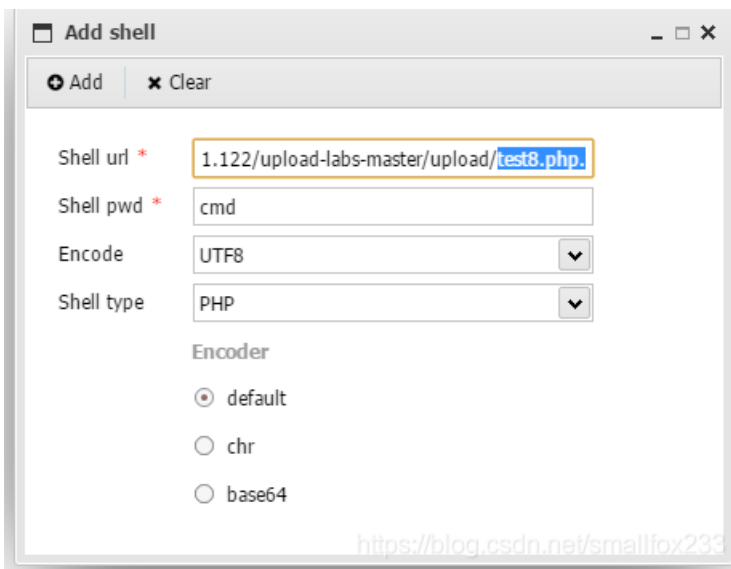 Add shell
Add Clear
Shell url * 1.122/upload-labs-master/upload/test8.php.
Shell pwd * cmd
Encode UTF8
Shell type PHP
Encoder
default
chr
base64
https://blog.csdn.net/smallfox233